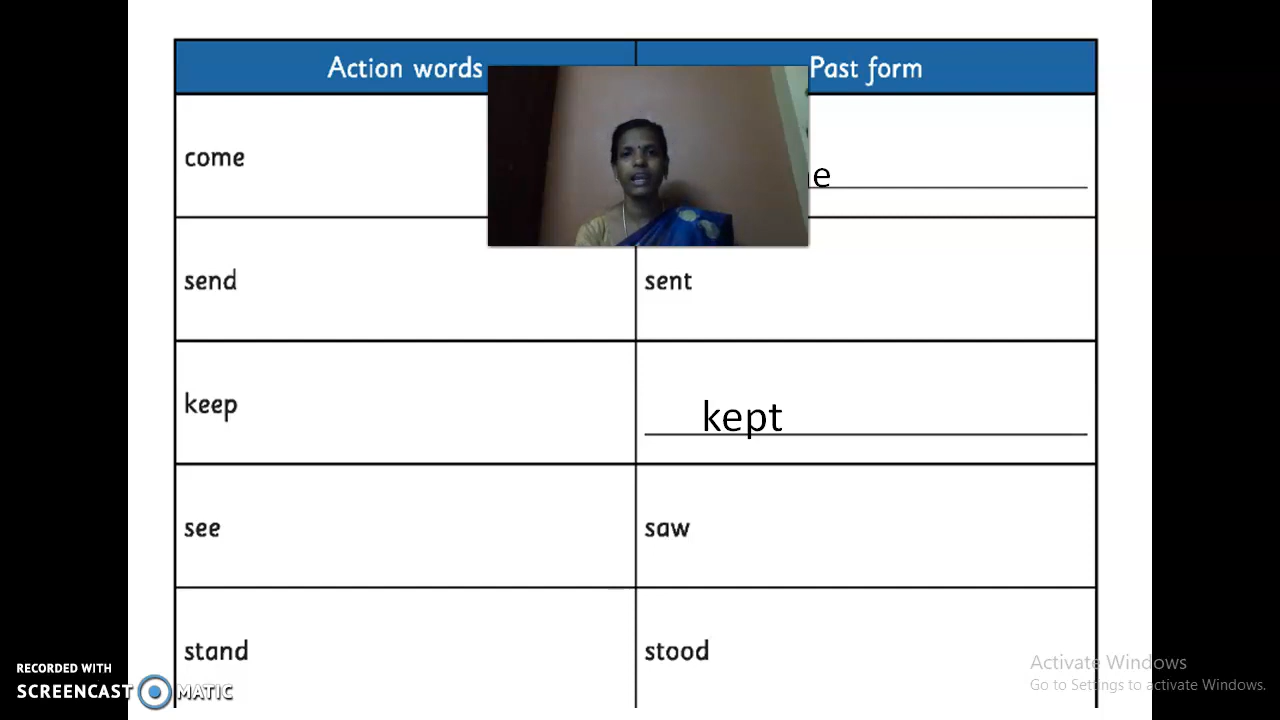 Action words Past form
come
send sent
keep kept
see saw
stand stood
RECORDED WITH
SCREENCAST MATIC
Activate Windows
Go to Settings to activate Windows.